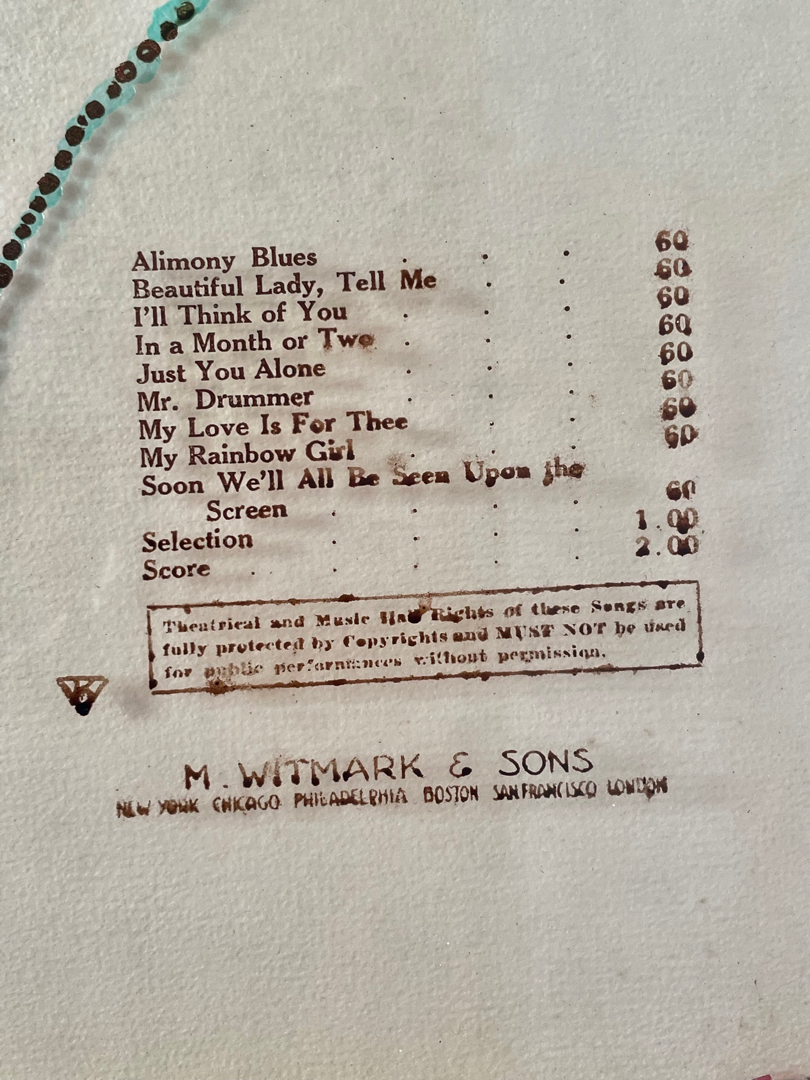 Alimony Blues . . . 60
Beautiful Lady, Tell Me . . 60
I'll Think of You . . . 60
In a Month or Two . . . 60
Just You Alone . . . 60
Mr. Drummer . . . 60
My Love Is For Thee . . 60
My Rainbow Girl . . . 60
Soon We'll All Be Seen Upon the
Screen . . . . 60
Selection . . . . 1.00
Score . . . . . 2.00
Theatrical and Music Hall Rights of these Songs are
fully protected by Copyrights and MUST NOT be used
for public performances without permission.
W
M. WITMARK & SONS
NEW YORK CHICAGO PHILADELPHIA BOSTON SAN FRANCISCO LONDON